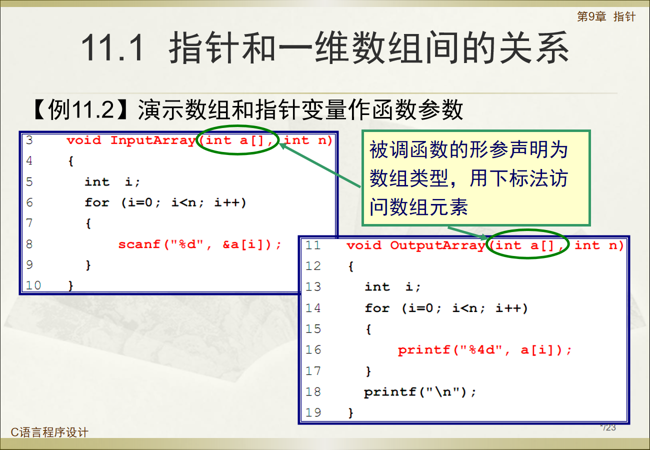 第9章 指针
11.1 指针和一维数组间的关系
【例11.2】演示数组和指针变量作函数参数
3 void InputArray(int a[], int n)
4 {
5 int i;
6 for (i=0; i<n; i++)
7 {
8 scanf("%d", &a[i]);
9 }
10 }
被调函数的形参声明为
数组类型，用下标法访
问数组元素
11 void OutputArray(int a[], int n)
12 {
13 int i;
14 for (i=0; i<n; i++)
15 {
16 printf("%4d", a[i]);
17 }
18 printf("\n");
19 }
C语言程序设计
*/23